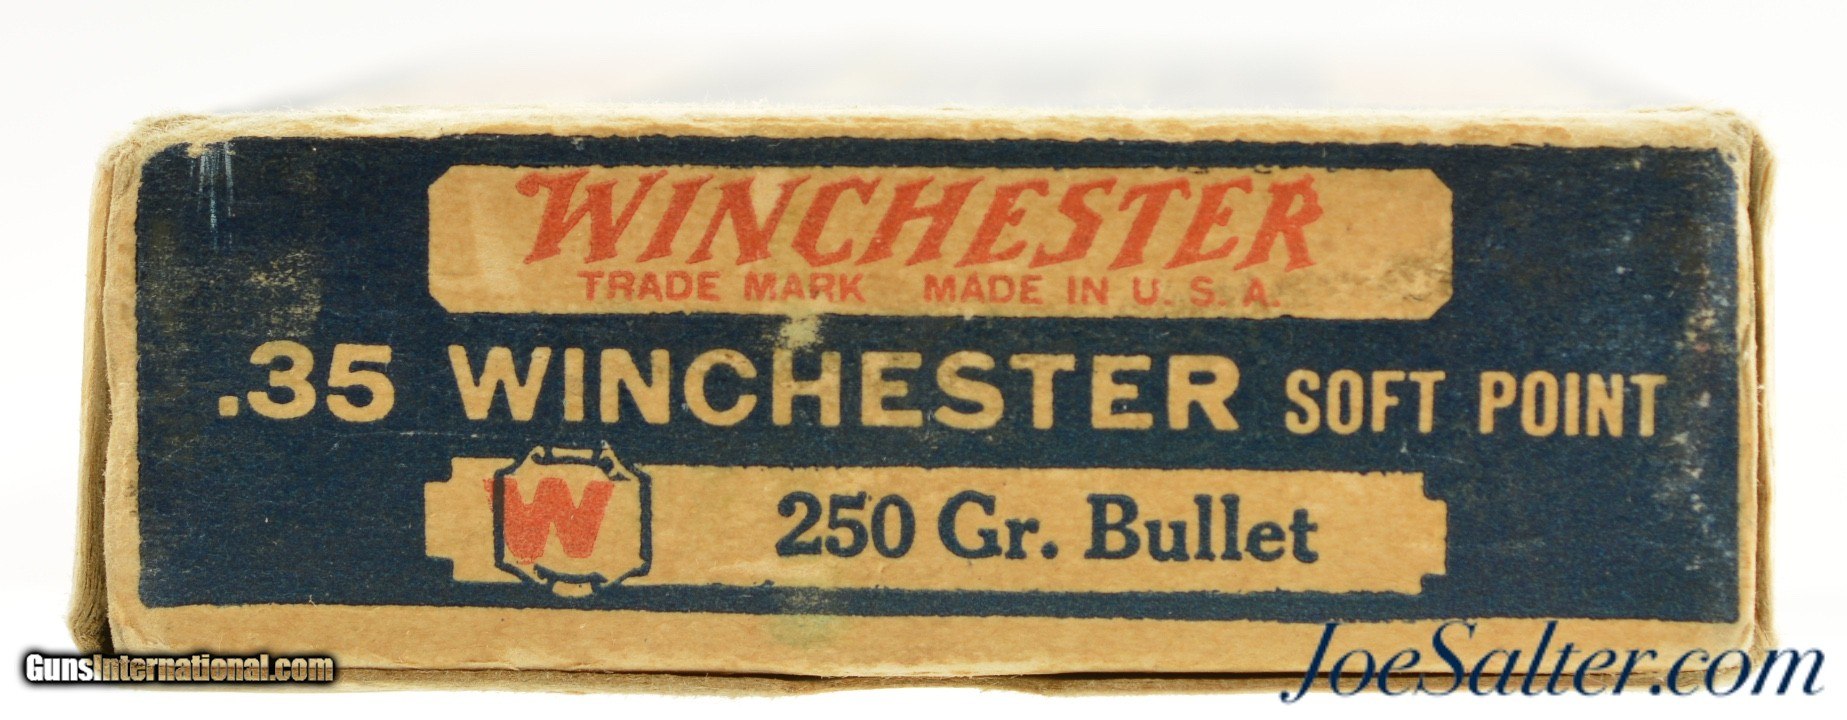 WINCHESTER
TRADE MARK MADE IN U. S. A.
.35 WINCHESTER SOFT POINT
W 250 Gr. Bullet
GunsInternational.com
JoeSalter.com